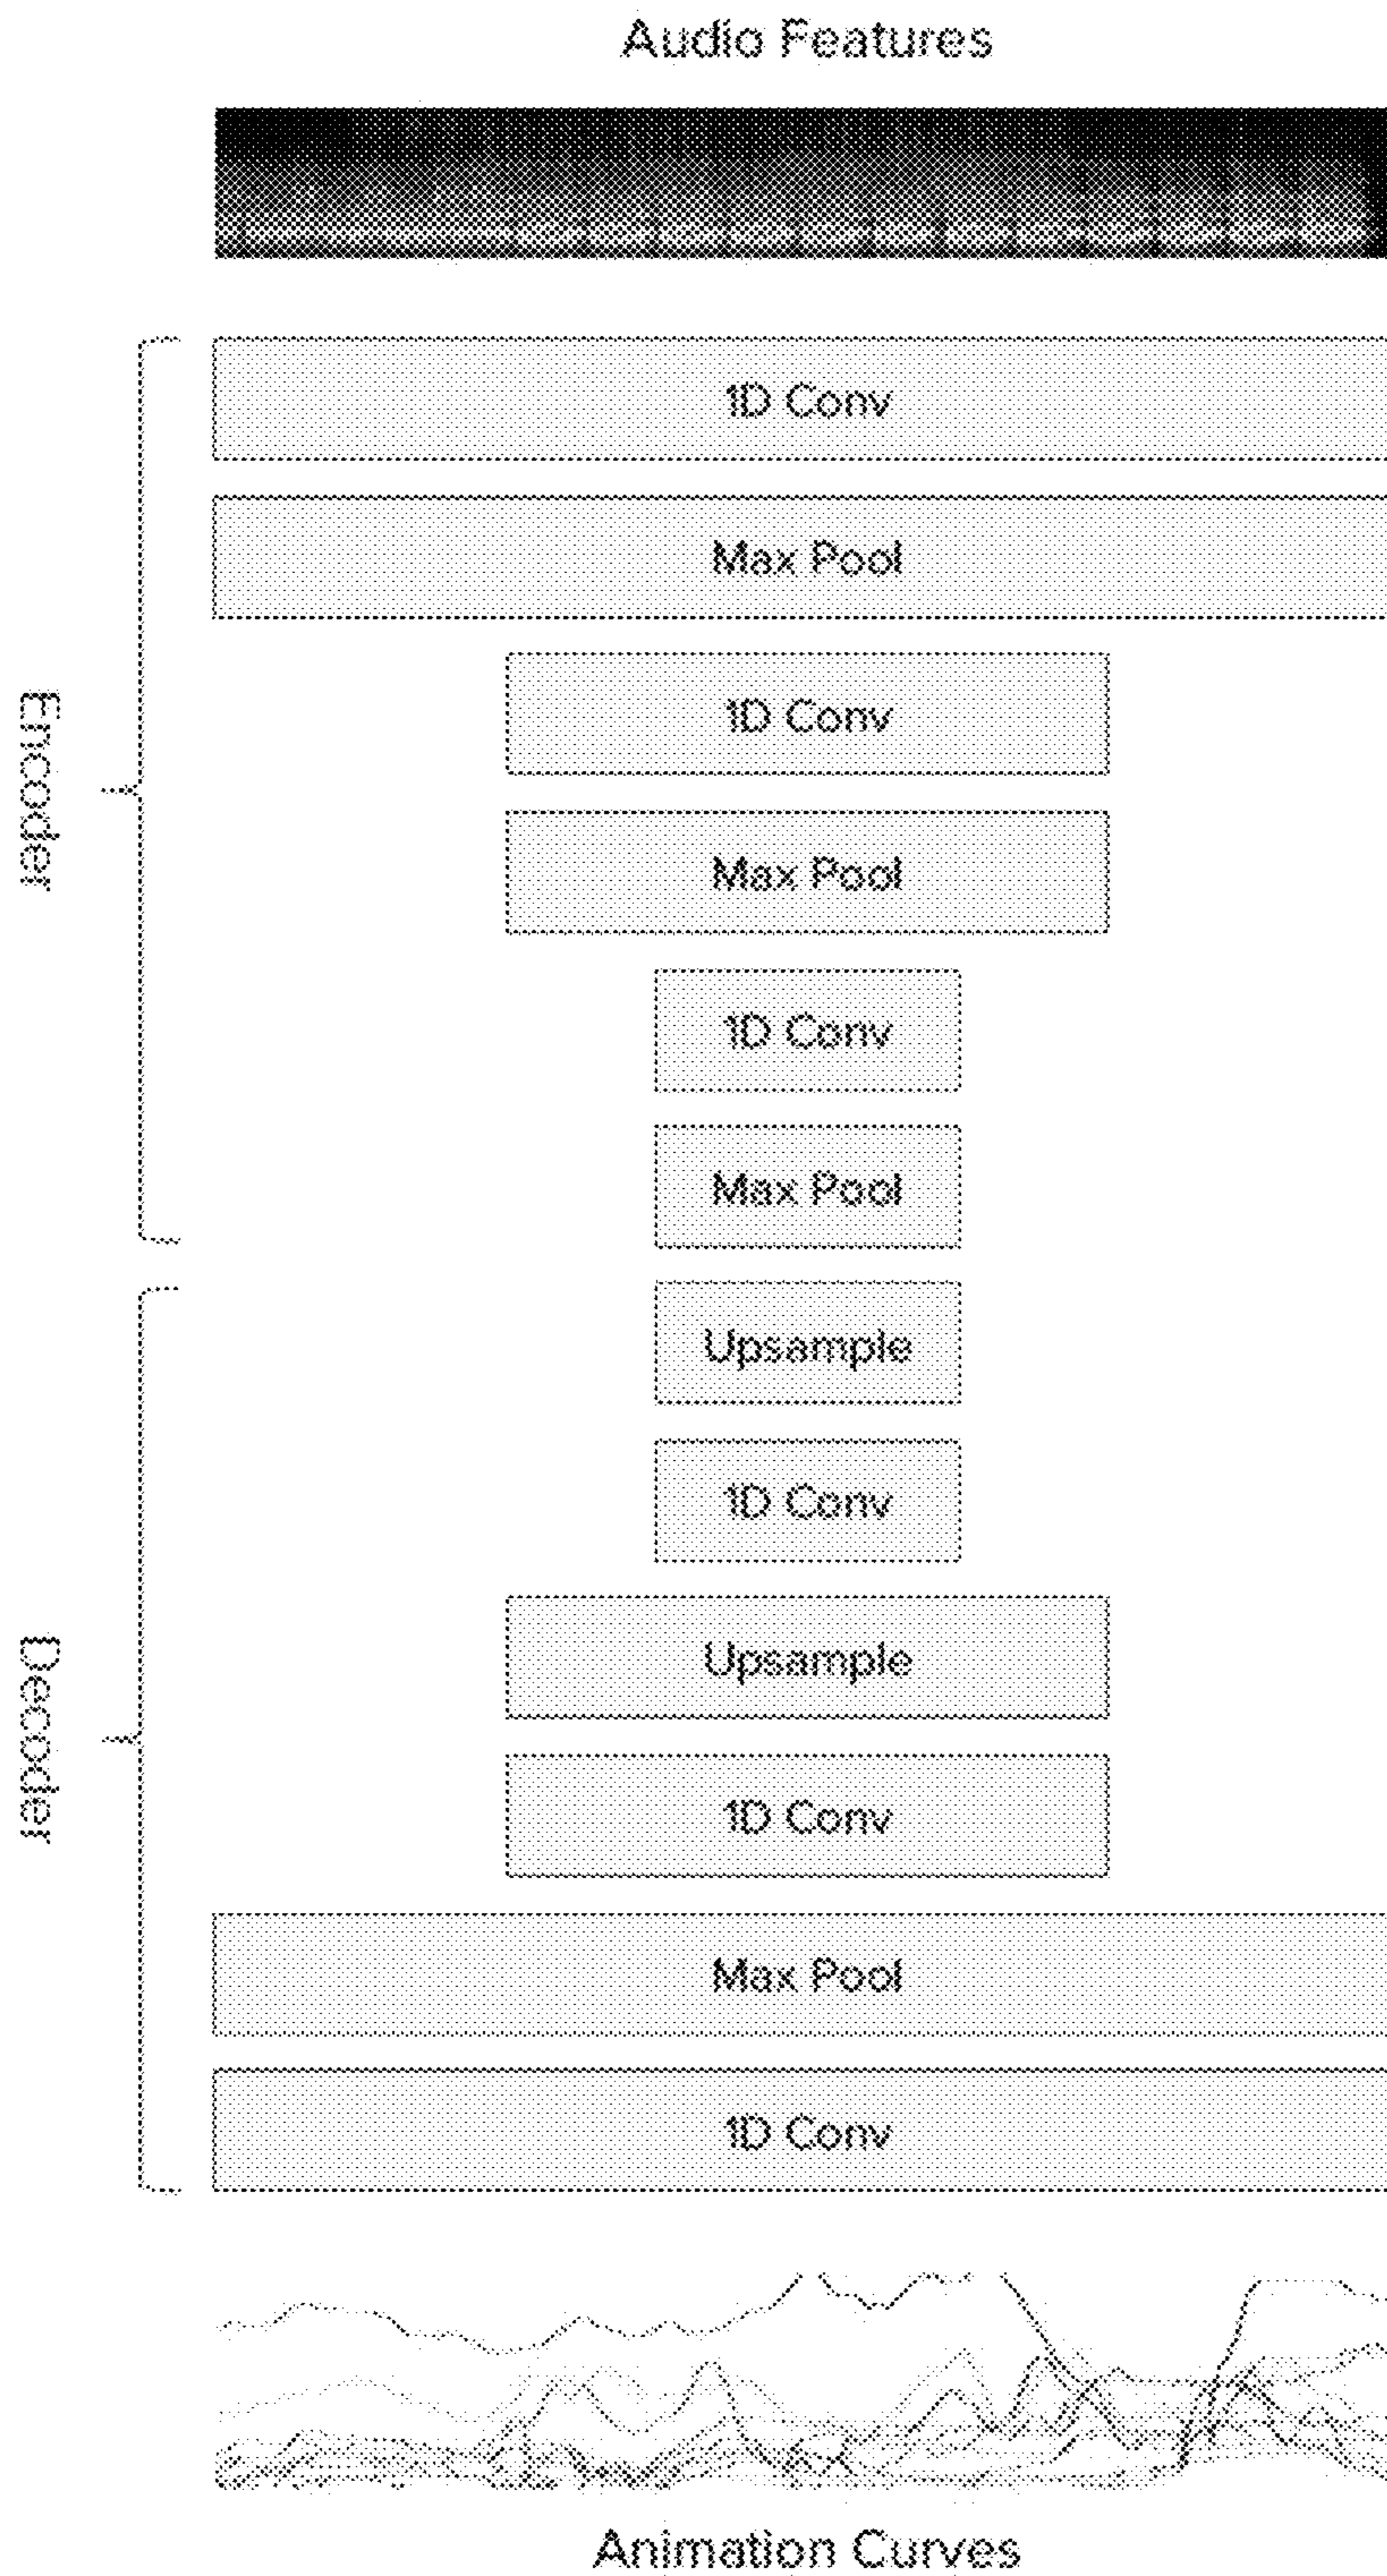 Audio Features
1D Conv
Max Pool
1D Conv
Max Pool
1D Conv
Max Pool
Encoder
Upsample
1D Conv
Upsample
1D Conv
Max Pool
1D Conv
Decoder
Animation Curves